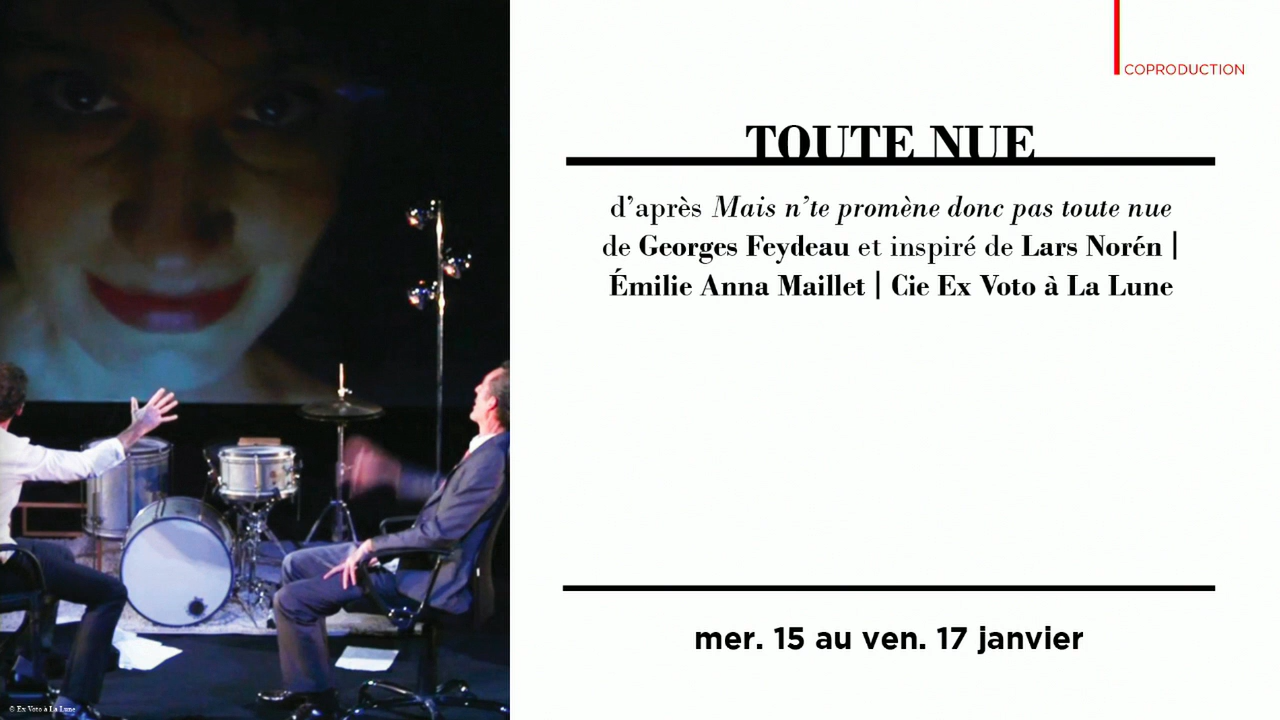 COPRODUCTION
TOUTE NUE
d'après Mais n'te promène donc pas toute nue
de Georges Feydeau et inspiré de Lars Norén |
Émilie Anna Maillet | Cie Ex Voto à La Lune
mer. 15 au ven. 17 janvier
© Ex Voto à La Lune